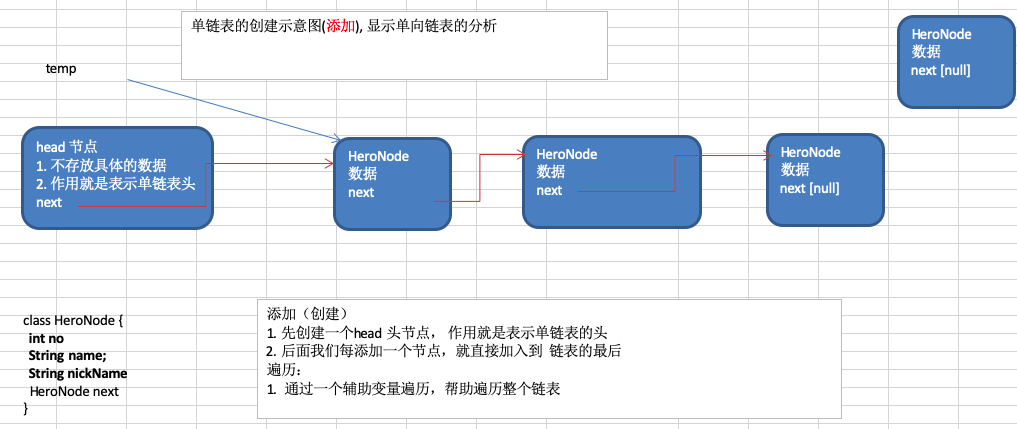 单链表的创建示意图(添加), 显示单向链表的分析
HeroNode
数据
next [null]
temp
head 节点
1. 不存放具体的数据
2. 作用就是表示单链表头
next
HeroNode
数据
next
HeroNode
数据
next
HeroNode
数据
next [null]
class HeroNode {
int no
String name;
String nickName
HeroNode next
}
添加（创建）
1. 先创建一个head 头节点， 作用就是表示单链表的头
2. 后面我们每添加一个节点，就直接加入到 链表的最后
遍历：
1. 通过一个辅助变量遍历，帮助遍历整个链表